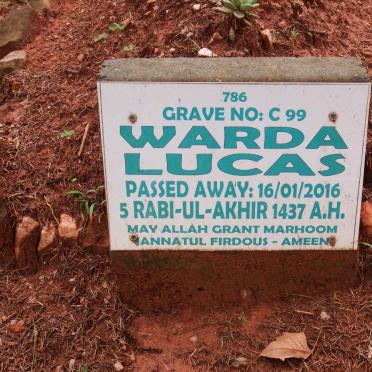 786
GRAVE NO: C 99
WARDA
LUCAS
PASSED AWAY: 16/01/2016
5 RABI-UL-AKHIR 1437 A.H.
MAY ALLAH GRANT MARHOOM
JANNATUL FIRDOUS - AMEEN